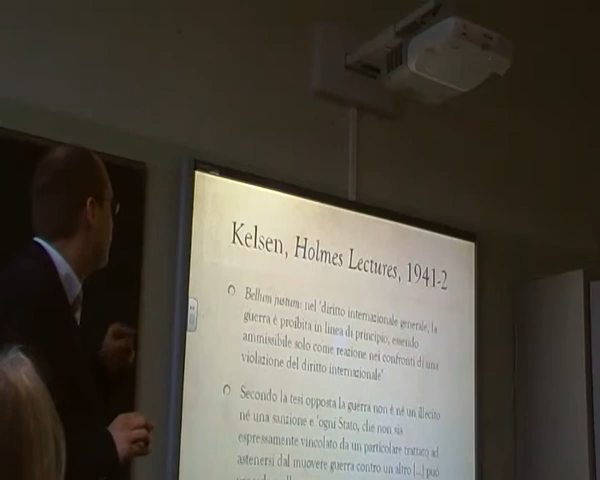 Kelsen, Holmes Lectures, 1941-2
Bellum justum: nel 'diritto internazionale generale, la
guerra è proibita in linea di principio, essendo
ammissibile solo come reazione nei confronti di una
violazione del diritto internazionale'
Secondo la tesi opposta la guerra non è né un illecito
né una sanzione e 'ogni Stato, che non sia
espressamente vincolato da un particolare trattato ad
astenersi dal muovere guerra contro un altro [...] può